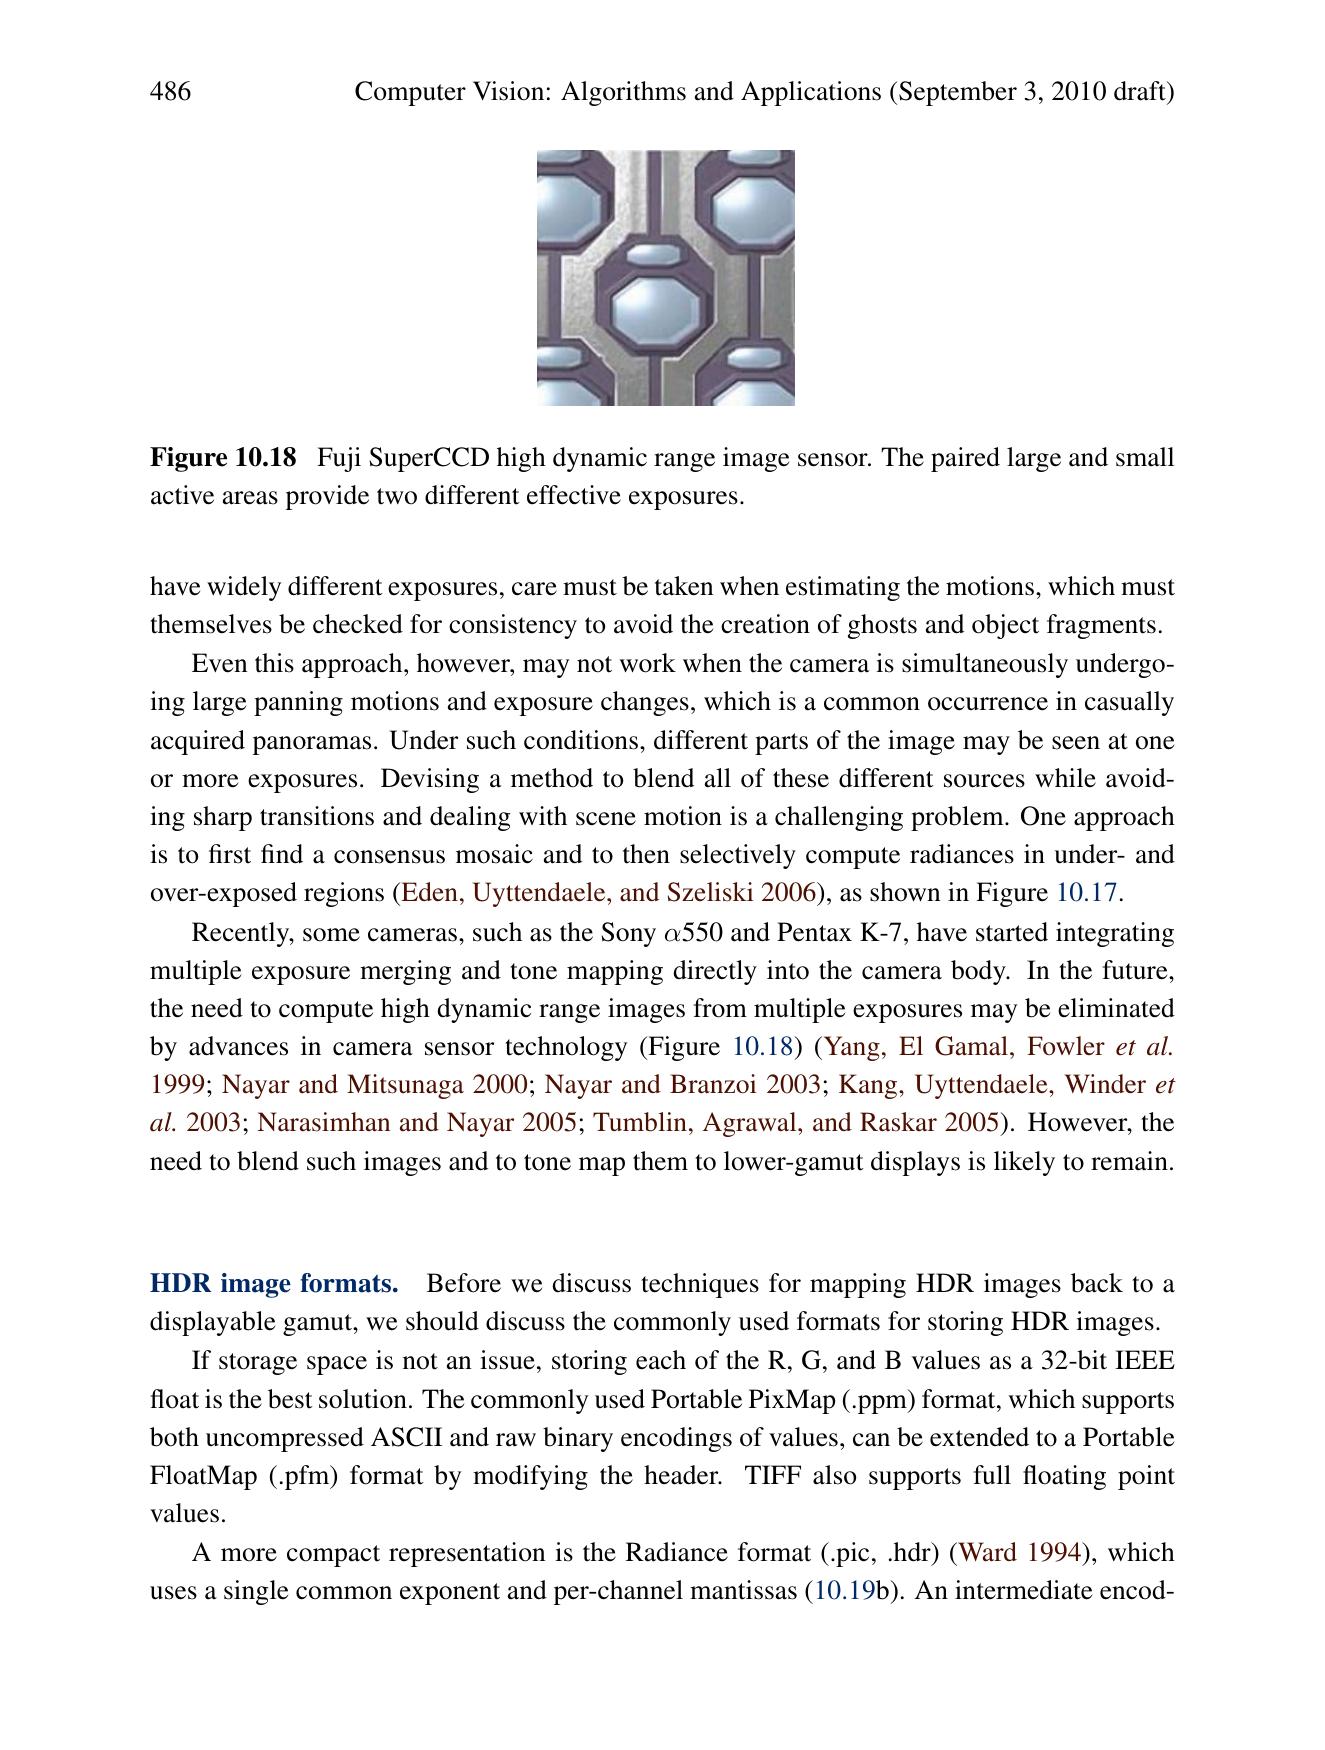 486 Computer Vision: Algorithms and Applications (September 3, 2010 draft)
Figure 10.18 Fuji SuperCCD high dynamic range image sensor. The paired large and small
active areas provide two different effective exposures.
have widely different exposures, care must be taken when estimating the motions, which must
themselves be checked for consistency to avoid the creation of ghosts and object fragments.
Even this approach, however, may not work when the camera is simultaneously undergo-
ing large panning motions and exposure changes, which is a common occurrence in casually
acquired panoramas. Under such conditions, different parts of the image may be seen at one
or more exposures. Devising a method to blend all of these different sources while avoid-
ing sharp transitions and dealing with scene motion is a challenging problem. One approach
is to first find a consensus mosaic and to then selectively compute radiances in under- and
over-exposed regions (Eden, Uyttendaele, and Szeliski 2006), as shown in Figure 10.17.
Recently, some cameras, such as the Sony α550 and Pentax K-7, have started integrating
multiple exposure merging and tone mapping directly into the camera body. In the future,
the need to compute high dynamic range images from multiple exposures may be eliminated
by advances in camera sensor technology (Figure 10.18) (Yang, El Gamal, Fowler et al.
1999; Nayar and Mitsunaga 2000; Nayar and Branzoi 2003; Kang, Uyttendaele, Winder et
al. 2003; Narasimhan and Nayar 2005; Tumblin, Agrawal, and Raskar 2005). However, the
need to blend such images and to tone map them to lower-gamut displays is likely to remain.
HDR image formats. Before we discuss techniques for mapping HDR images back to a
displayable gamut, we should discuss the commonly used formats for storing HDR images.
If storage space is not an issue, storing each of the R, G, and B values as a 32-bit IEEE
float is the best solution. The commonly used Portable PixMap (.ppm) format, which supports
both uncompressed ASCII and raw binary encodings of values, can be extended to a Portable
FloatMap (.pfm) format by modifying the header. TIFF also supports full floating point
values.
A more compact representation is the Radiance format (.pic, .hdr) (Ward 1994), which
uses a single common exponent and per-channel mantissas (10.19b). An intermediate encod-